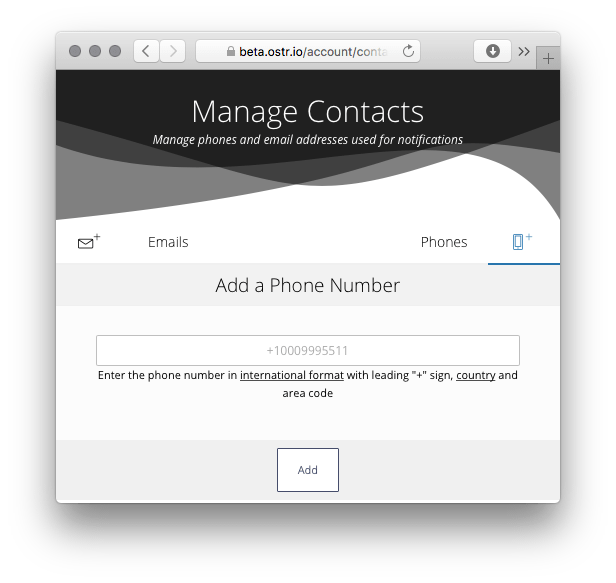 beta.ostr.io/account/conta
Manage Contacts
Manage phones and email addresses used for notifications
Emails
Phones
Add a Phone Number
+10009995511
Enter the phone number in international format with leading "+" sign, country and
area code
Add